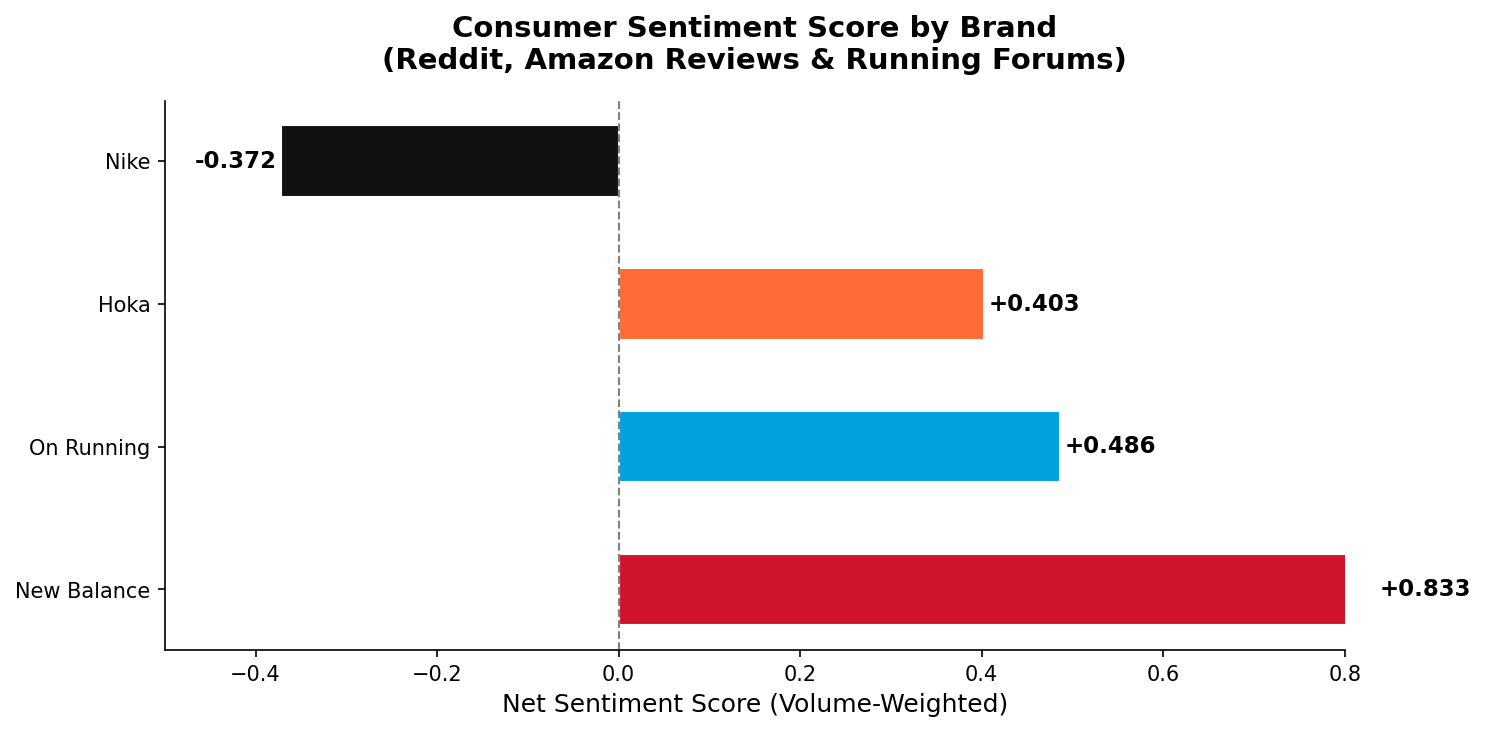 Consumer Sentiment Score by Brand
(Reddit, Amazon Reviews & Running Forums)
Nike
-0.372
Hoka
+0.403
On Running
+0.486
New Balance
+0.833
−0.4
−0.2
0.0
0.2
0.4
0.6
0.8
Net Sentiment Score (Volume-Weighted)